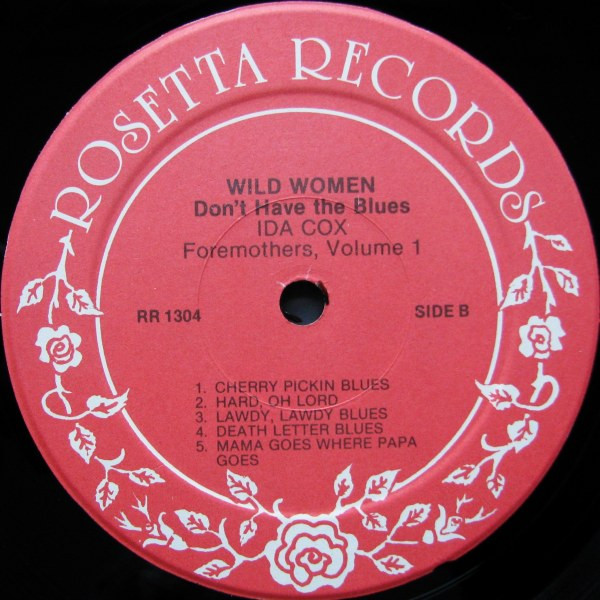 ROSETTA RECORDS
WILD WOMEN
Don't Have the Blues
IDA COX
Foremothers, Volume 1
RR 1304
SIDE B
1. CHERRY PICKIN BLUES
2. HARD, OH LORD
3. LAWDY, LAWDY BLUES
4. DEATH LETTER BLUES
5. MAMA GOES WHERE PAPA
GOES